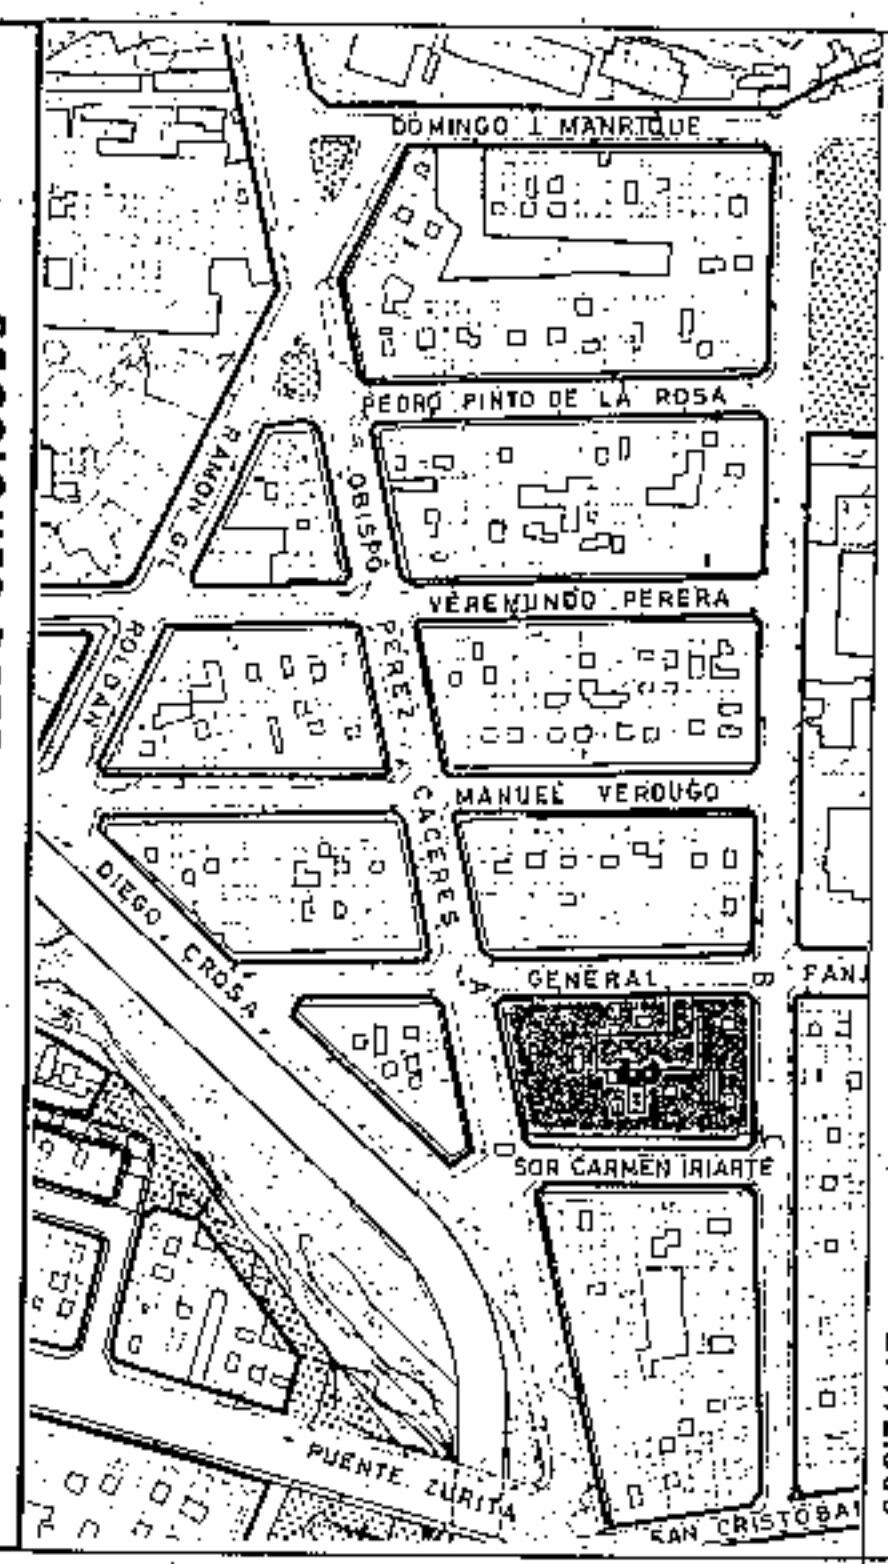 DOMINGO J. MANRIQUE
PEDRO PINTO DE LA ROSA
RAMON GIL
OBISPO
VEREMUNDO PERERA
ROLDAN
PEREZ
CACERES
MANUEL VERDUGO
DIEGO CROSA
A
GENERAL
B
FANJ
D
C
SOR CARMEN IRIARTE
PUENTE ZURITA
SAN CRISTOBAL